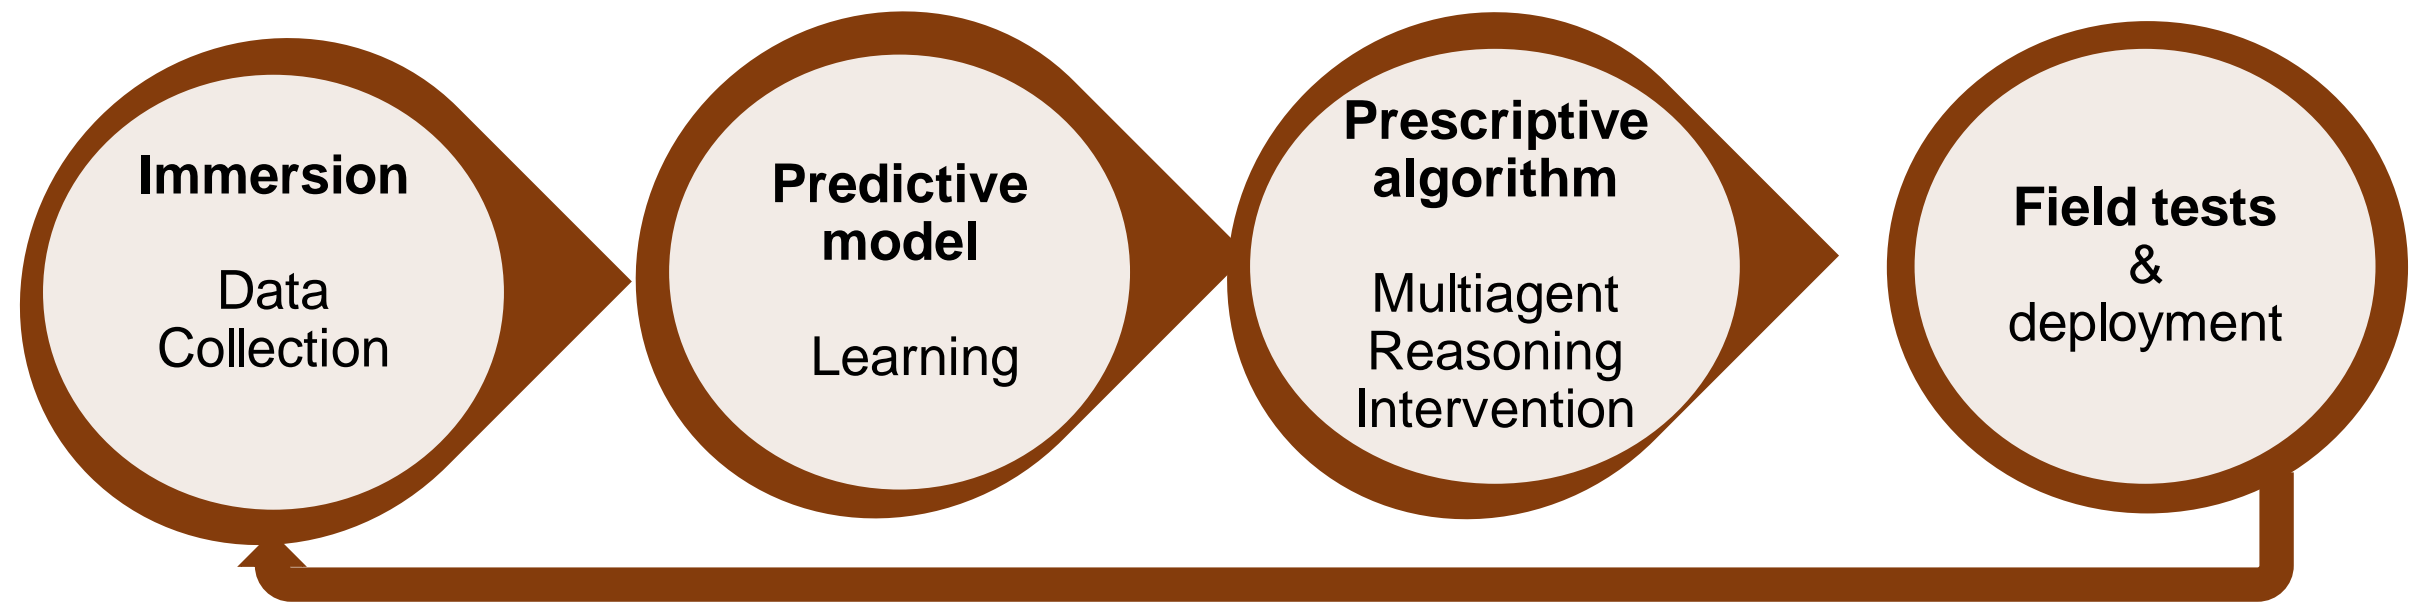 Immersion
Data
Collection
Predictive
model
Learning
Prescriptive
algorithm
Multiagent
Reasoning
Intervention
Field tests
&
deployment